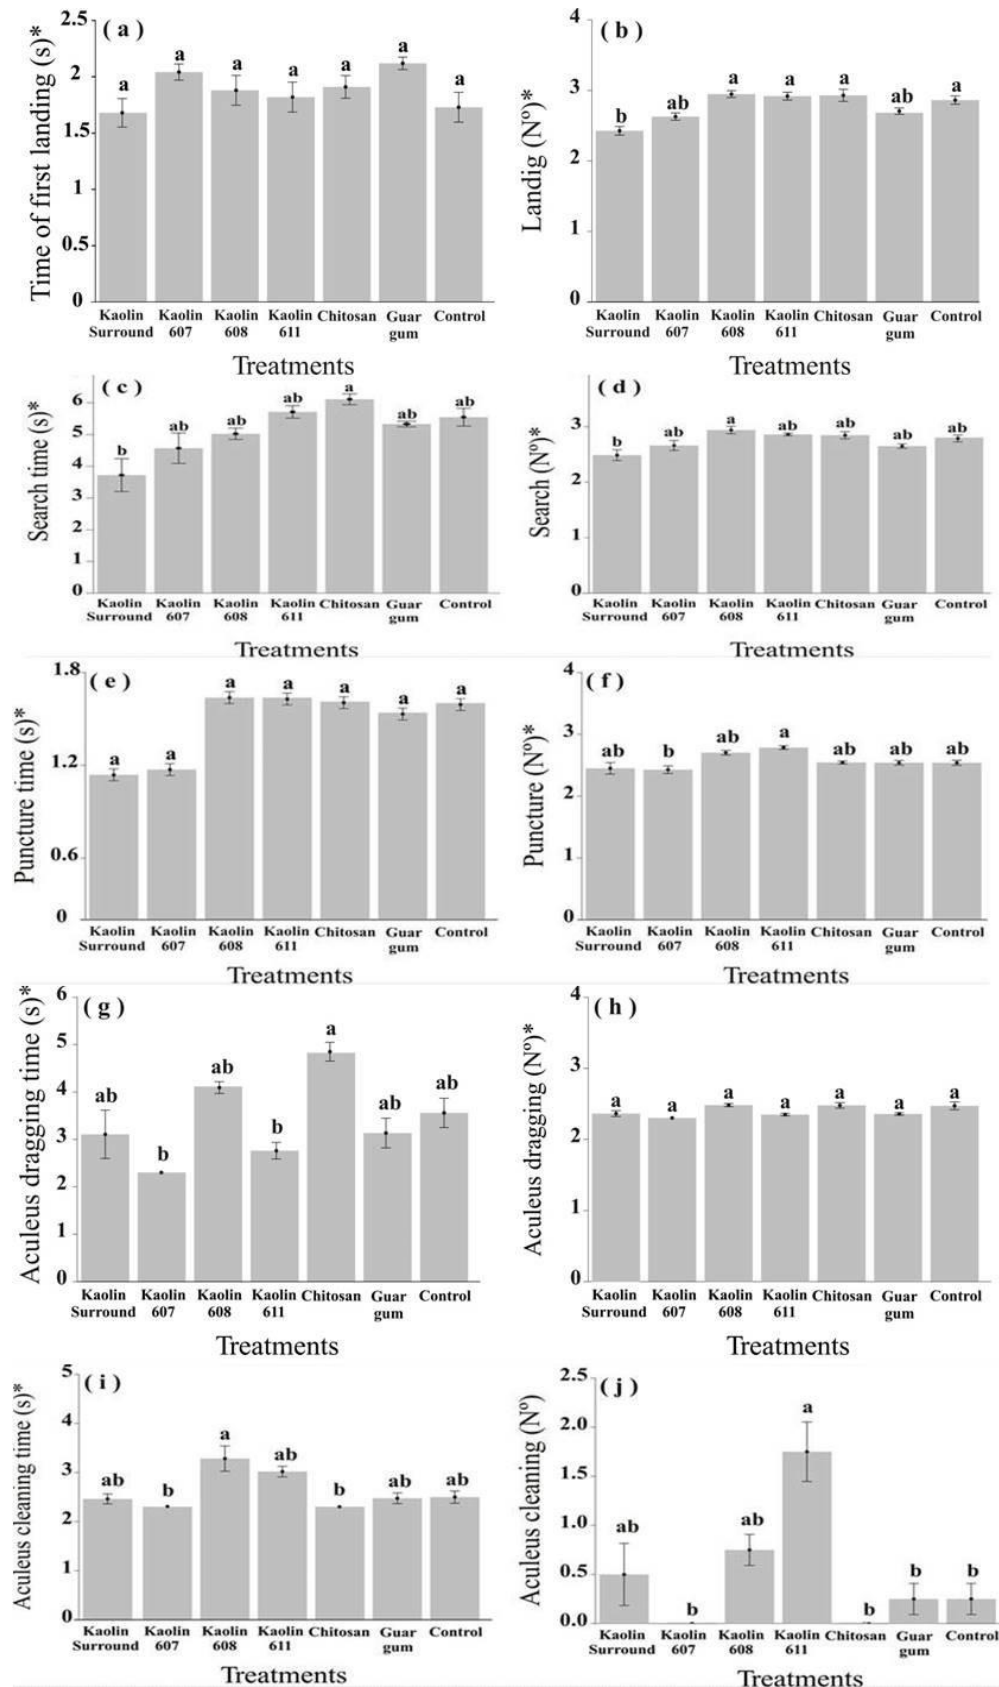 ( a )
Time of first landing (s)*
2.5
2
1.5
1
0.5
0
a a a a a a a
Kaolin Kaolin Kaolin Kaolin Chitosan Guar Control
Surround 607 608 611 gum
Treatments
( b )
Landig (Nº)*
4
3
2
1
0
b ab a a a ab a
Kaolin Kaolin Kaolin Kaolin Chitosan Guar Control
Surround 607 608 611 gum
Treatments
( c )
Search time (s)*
6
5
4
3
2
1
0
b ab ab ab a ab ab
Kaolin Kaolin Kaolin Kaolin Chitosan Guar Control
Surround 607 608 611 gum
Treatments
( d )
Search (Nº)*
3
2
1
0
b ab a ab ab ab ab
Kaolin Kaolin Kaolin Kaolin Chitosan Guar Control
Surround 607 608 611 gum
Treatments
( e )
Puncture time (s)*
1.8
1.2
0.6
0
a a a a a a a
Kaolin Kaolin Kaolin Kaolin Chitosan Guar Control
Surround 607 608 611 gum
Treatments
( f )
Puncture (Nº)*
4
3
2
1
0
ab b ab a ab ab ab
Kaolin Kaolin Kaolin Kaolin Chitosan Guar Control
Surround 607 608 611 gum
Treatments
( g )
Aculeus dragging time (s)*
6
5
4
3
2
1
0
ab b ab b a ab ab
Kaolin Kaolin Kaolin Kaolin Chitosan Guar Control
Surround 607 608 611 gum
Treatments
( h )
Aculeus dragging (Nº)*
4
3
2
1
0
a a a a a a a
Kaolin Kaolin Kaolin Kaolin Chitosan Guar Control
Surround 607 608 611 gum
Treatments
( i )
Aculeus cleaning time (s)*
5
4
3
2
1
0
ab b a ab b ab ab
Kaolin Kaolin Kaolin Kaolin Chitosan Guar Control
Surround 607 608 611 gum
Treatments
( j )
Aculeus cleaning (Nº)
2.5
2.0
1.5
1.0
0.5
0.0
ab b ab a b b b
Kaolin Kaolin Kaolin Kaolin Chitosan Guar Control
Surround 607 608 611 gum
Treatments